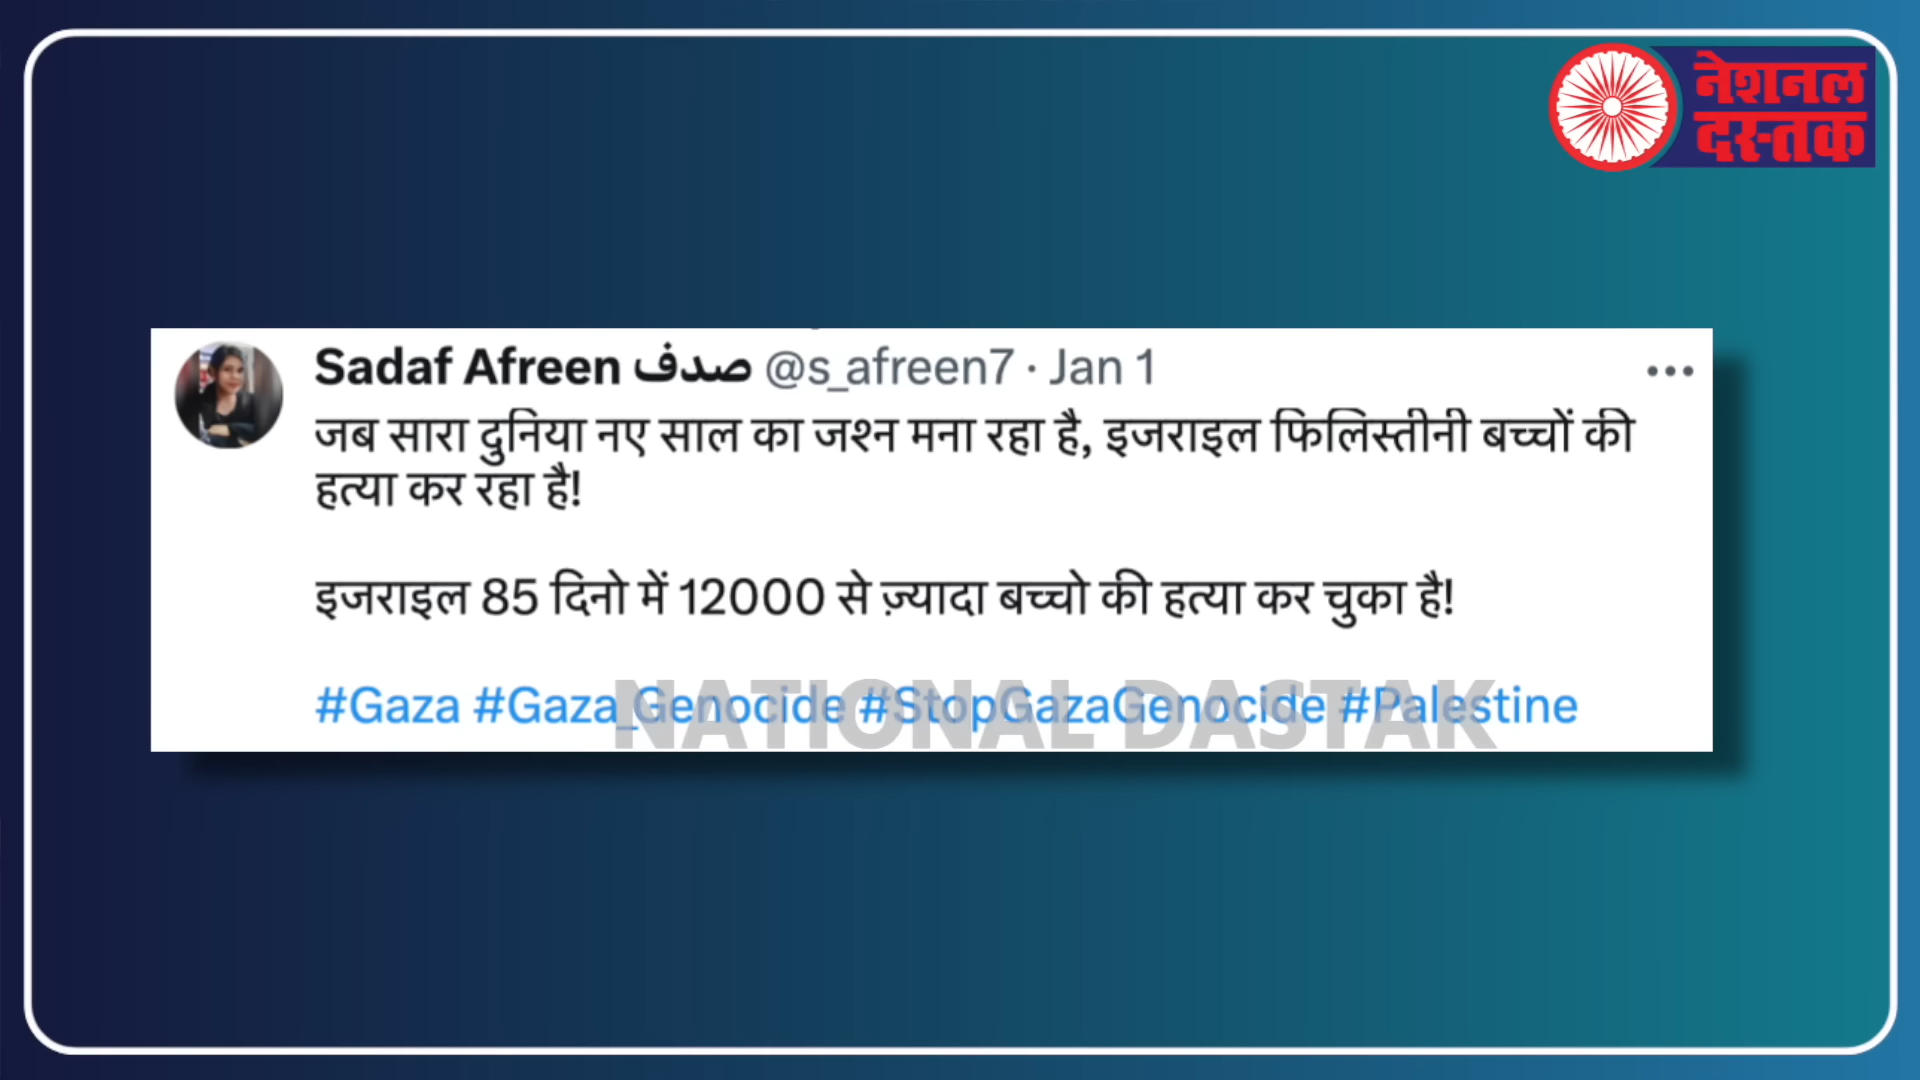 नेशनल
दस्तक
Sadaf Afreen صدف @s_afreen7 · Jan 1
जब सारा दुनिया नए साल का जश्न मना रहा है, इजराइल फिलिस्तीनी बच्चों की
हत्या कर रहा है!
इजराइल 85 दिनो में 12000 से ज़्यादा बच्चो की हत्या कर चुका है!
#Gaza #Gaza_Genocide #StopGazaGenocide #Palestine
NATIONAL DASTAK